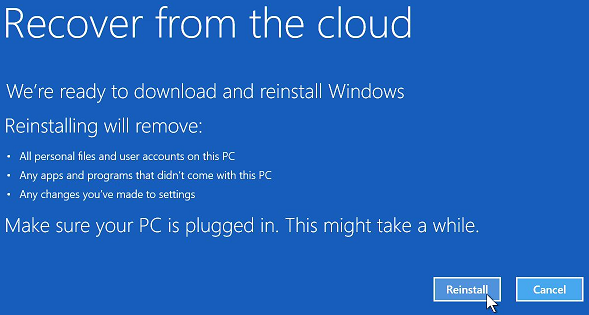 Recover from the cloud
We're ready to download and reinstall Windows
Reinstalling will remove:
• All personal files and user accounts on this PC
• Any apps and programs that didn't come with this PC
• Any changes you've made to settings
Make sure your PC is plugged in. This might take a while.
Reinstall Cancel